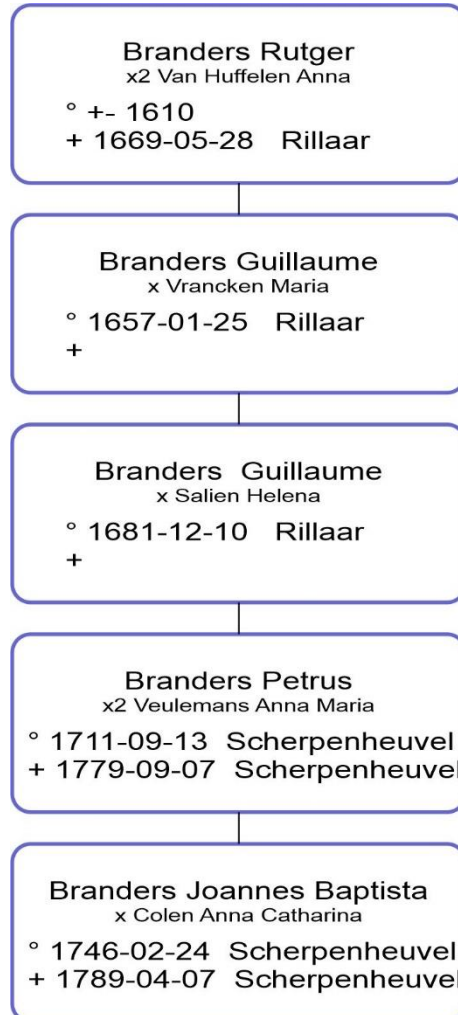 Branders Rutger
x2 Van Huffelen Anna
° +- 1610
+ 1669-05-28 Rillaar
Branders Guillaume
x Vrancken Maria
° 1657-01-25 Rillaar
+
Branders Guillaume
x Salien Helena
° 1681-12-10 Rillaar
+
Branders Petrus
x2 Veulemans Anna Maria
° 1711-09-13 Scherpenheuvel
+ 1779-09-07 Scherpenheuvel
Branders Joannes Baptista
x Colen Anna Catharina
° 1746-02-24 Scherpenheuvel
+ 1789-04-07 Scherpenheuvel